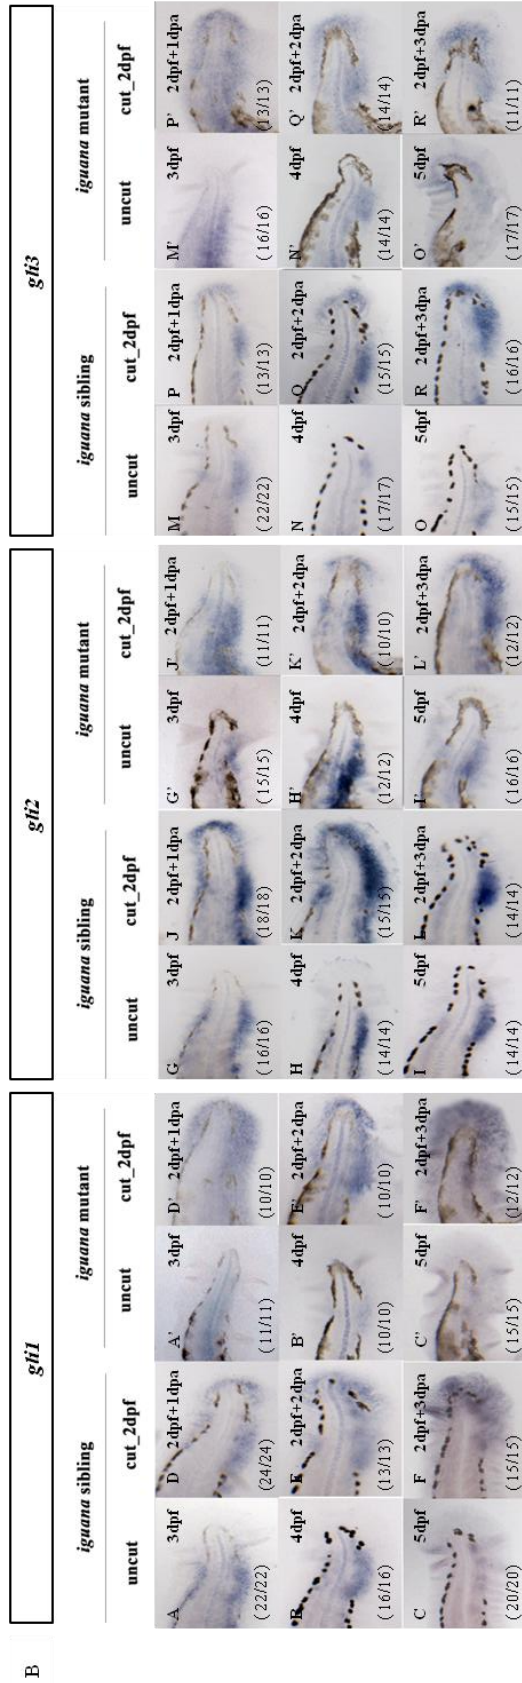 B
gli1 gli2 gli3
iguana sibling iguana mutant iguana sibling iguana mutant iguana sibling iguana mutant
uncut cut_2dpf uncut cut_2dpf uncut cut_2dpf uncut cut_2dpf uncut cut_2dpf uncut cut_2dpf
A 3dpf D 2dpf+1dpa A' 3dpf D' 2dpf+1dpa G 3dpf J 2dpf+1dpa G' 3dpf J' 2dpf+1dpa M 3dpf P 2dpf+1dpa M' 3dpf P' 2dpf+1dpa
(22/22) (24/24) (11/11) (10/10) (16/16) (18/18) (15/15) (11/11) (22/22) (13/13) (16/16) (13/13)
B 4dpf E 2dpf+2dpa B' 4dpf E' 2dpf+2dpa H 4dpf K 2dpf+2dpa H' 4dpf K' 2dpf+2dpa N 4dpf Q 2dpf+2dpa N' 4dpf Q' 2dpf+2dpa
(16/16) (13/13) (10/10) (10/10) (14/14) (15/15) (12/12) (10/10) (17/17) (15/15) (14/14) (14/14)
C 5dpf F 2dpf+3dpa C' 5dpf F' 2dpf+3dpa I 5dpf L 2dpf+3dpa I' 5dpf L' 2dpf+3dpa O 5dpf R 2dpf+3dpa O' 5dpf R' 2dpf+3dpa
(20/20) (15/15) (15/15) (12/12) (14/14) (14/14) (16/16) (12/12) (15/15) (16/16) (17/17) (11/11)